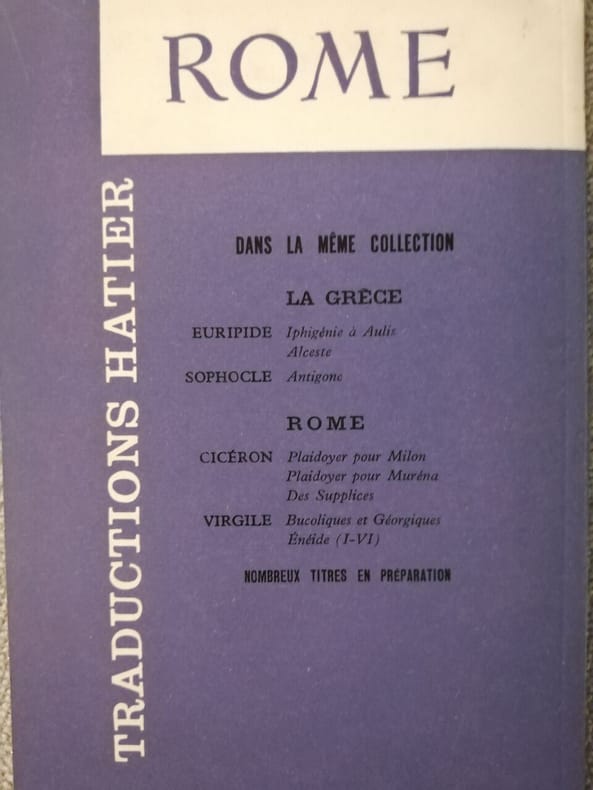 ROME
TRADUCTIONS HATIER
DANS LA MÊME COLLECTION
LA GRÈCE
EURIPIDE Iphigénie à Aulis
Alceste
SOPHOCLE Antigone
ROME
CICÉRON Plaidoyer pour Milon
Plaidoyer pour Muréna
Des Supplices
VIRGILE Bucoliques et Géorgiques
Énéide (I-VI)
NOMBREUX TITRES EN PRÉPARATION